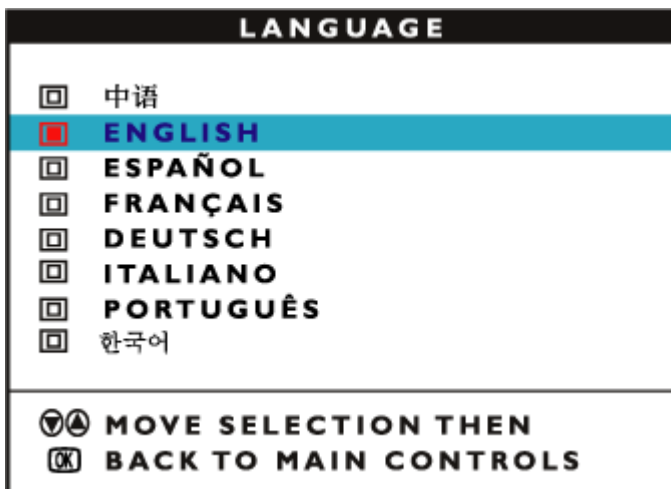 LANGUAGE
中语
ENGLISH
ESPAÑOL
FRANÇAIS
DEUTSCH
ITALIANO
PORTUGUÊS
한국어
MOVE SELECTION THEN
OK BACK TO MAIN CONTROLS